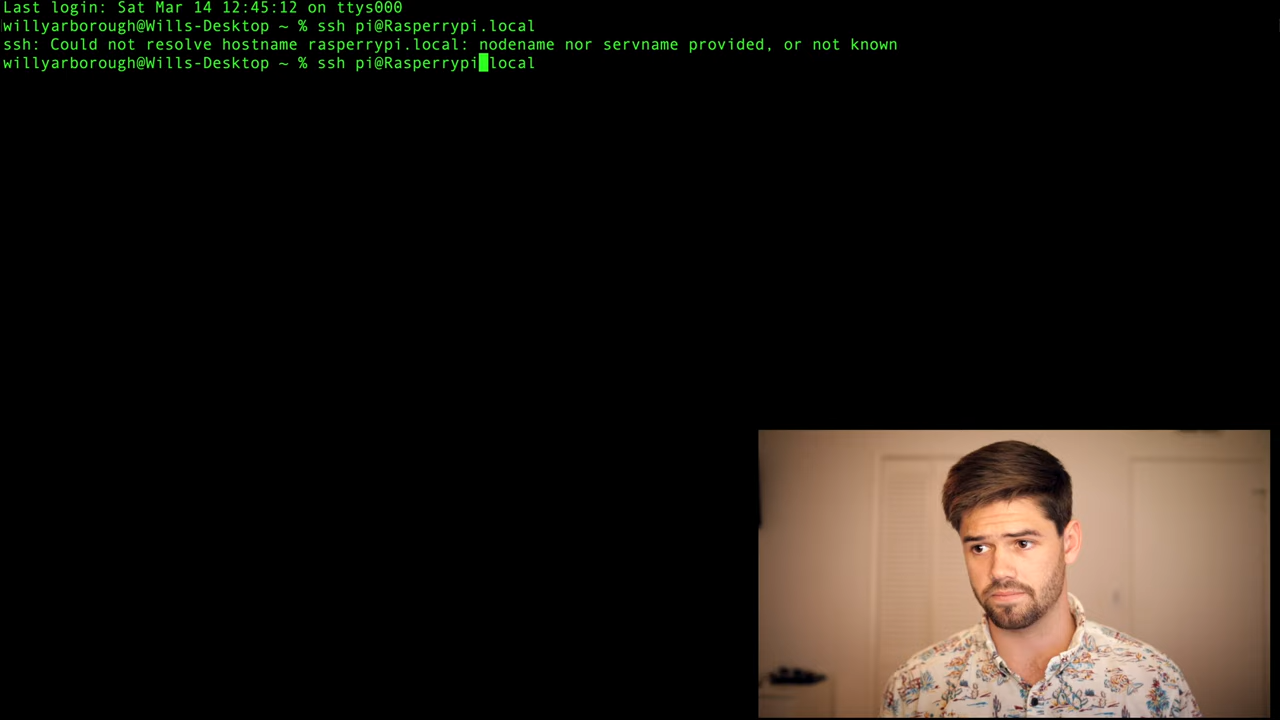 Last login: Sat Mar 14 12:45:12 on ttys000
willyarborough@Wills-Desktop ~ % ssh pi@Rasperrypi.local
ssh: Could not resolve hostname rasperrypi.local: nodename nor servname provided, or not known
willyarborough@Wills-Desktop ~ % ssh pi@Rasperrypi local